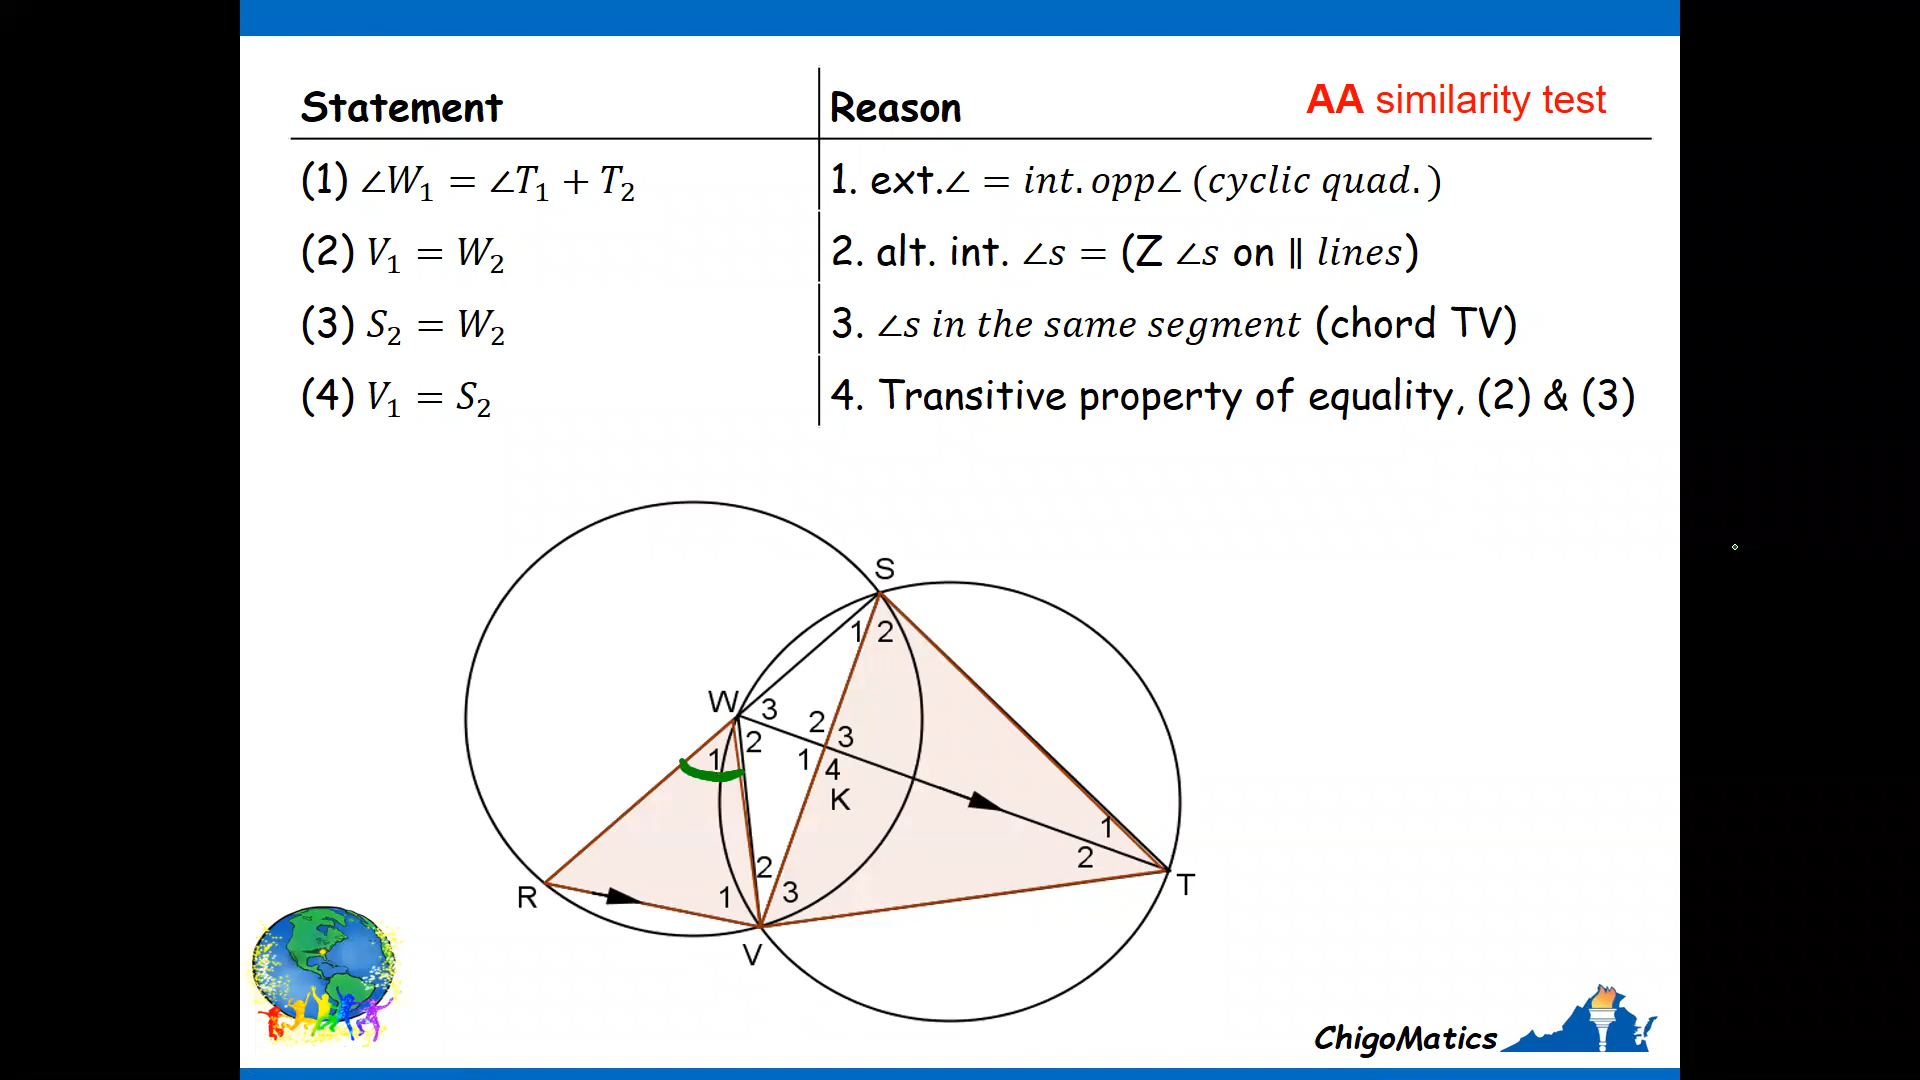 Statement
Reason
AA similarity test
(1) ∠W₁ = ∠T₁ + T₂
1. ext.∠ = int. opp∠ (cyclic quad.)
(2) V₁ = W₂
2. alt. int. ∠s = (Z ∠s on ∥ lines)
(3) S₂ = W₂
3. ∠s in the same segment (chord TV)
(4) V₁ = S₂
4. Transitive property of equality, (2) & (3)
S
1 2
W 3
2
2 3
1
1 4
K
1
2
2
R
1 3
T
V
ChigoMatics